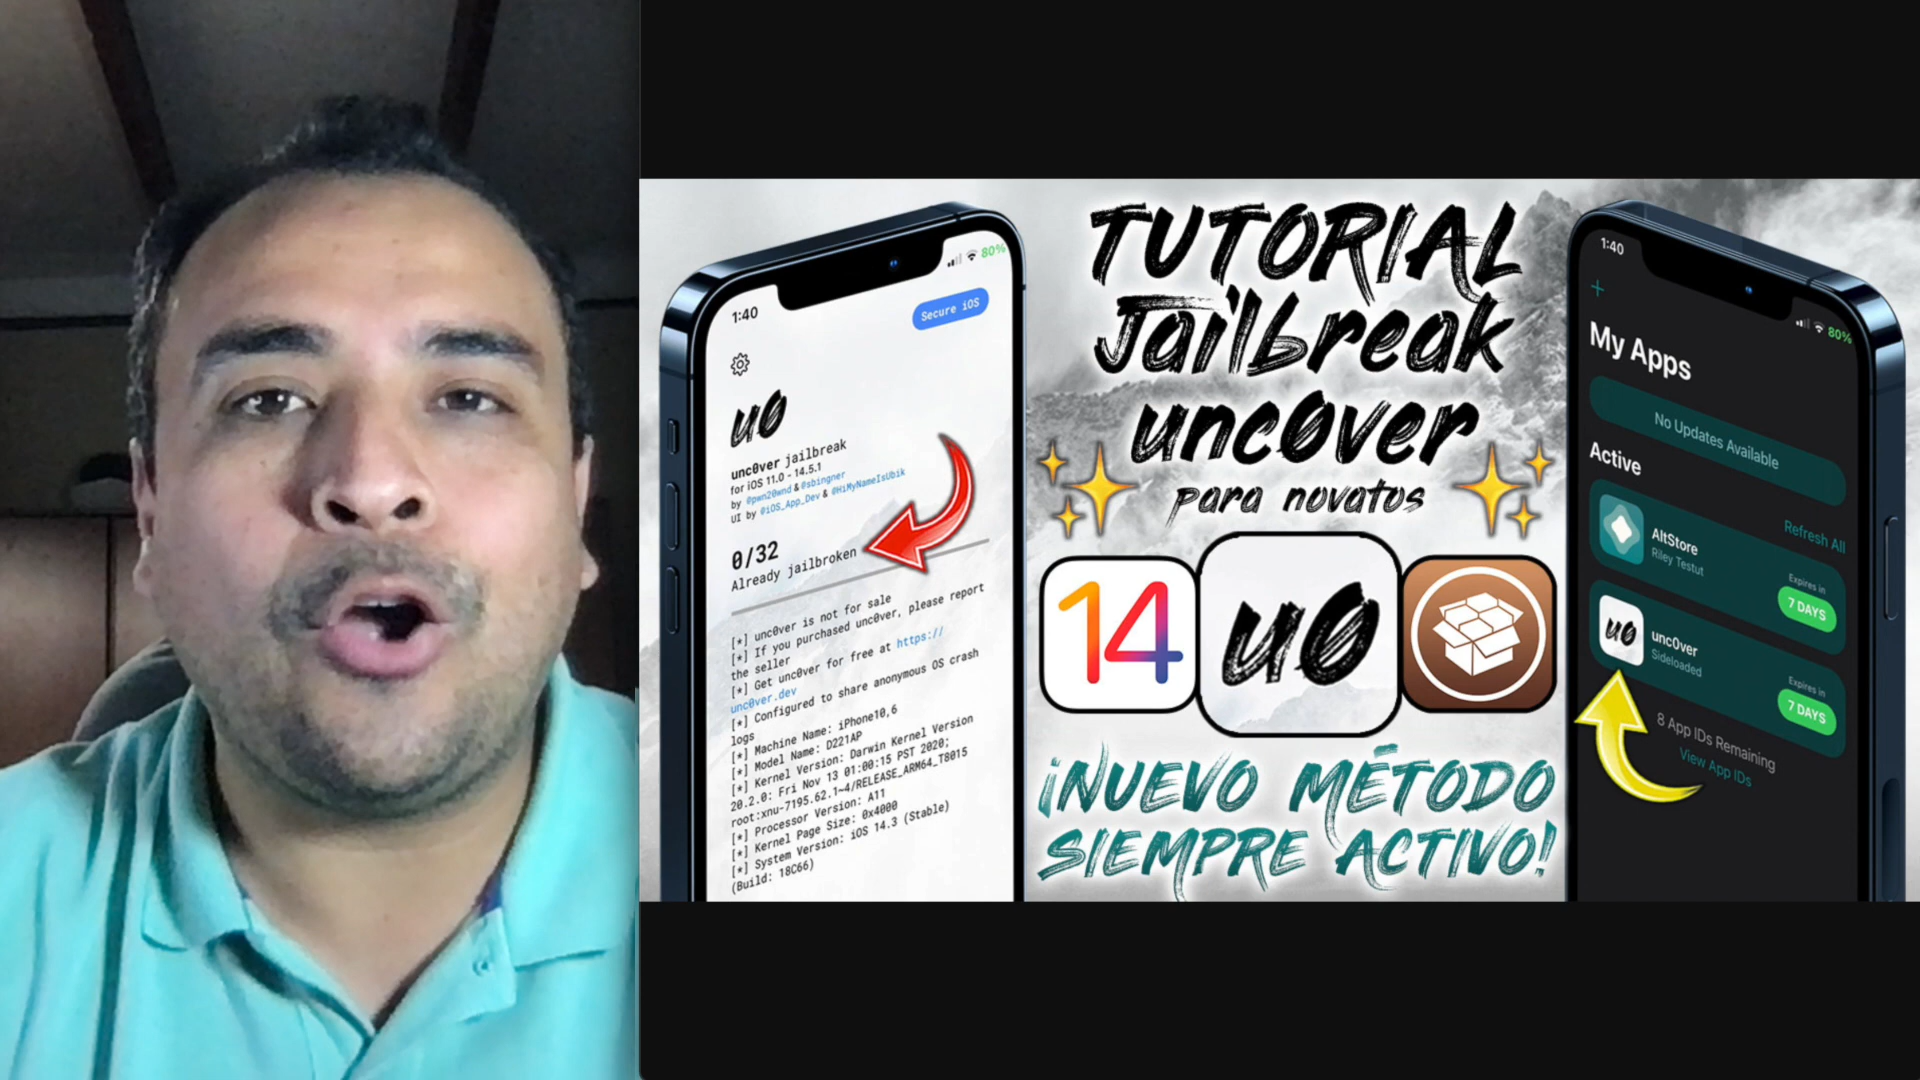 1:40
80%
Secure iOS
u0
unc0ver jailbreak
for iOS 11.0 - 14.5.1
by @pwn20wnd & @sbingner
UI by @iOS_App_Dev & @HiMyNameIsUbik
0/32
Already jailbroken
[*] unc0ver is not for sale
[*] If you purchased unc0ver, please report
the seller
[*] Get unc0ver for free at https://
unc0ver.dev
[*] Configured to share anonymous OS crash
logs
[*] Machine Name: iPhone10,6
[*] Model Name: D221AP
[*] Kernel Version: Darwin Kernel Version
20.2.0: Fri Nov 13 01:00:15 PST 2020;
root:xnu-7195.62.1~4/RELEASE_ARM64_T8015
[*] Processor Version: A11
[*] Kernel Page Size: 0x4000
[*] System Version: iOS 14.3 (Stable)
(Build: 18C66)
TUTORIAL
Jailbreak
unc0ver
para novatos
14
u0
¡NUEVO MÉTODO
SIEMPRE ACTIVO!
1:40
80%
+
My Apps
No Updates Available
Active
Refresh All
AltStore
Riley Testut
Expires in
7 DAYS
u0
unc0ver
Sideloaded
Expires in
7 DAYS
8 App IDs Remaining
View App IDs